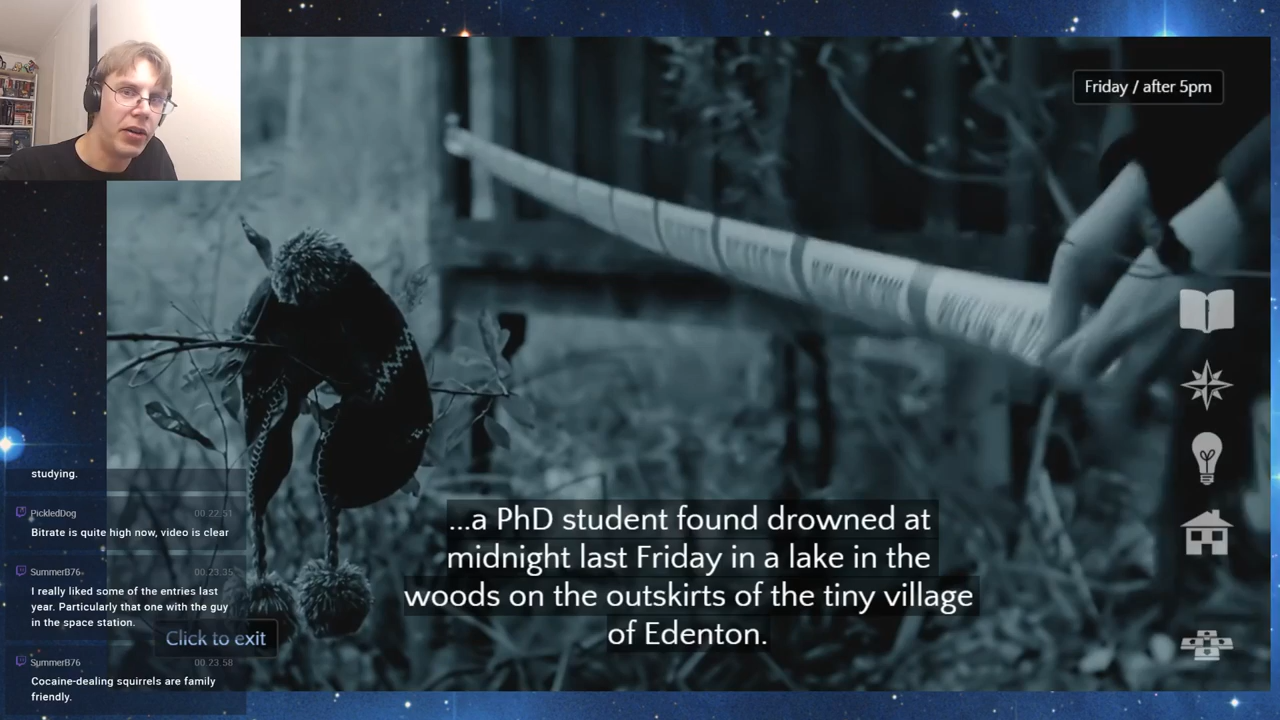 Friday / after 5pm
...a PhD student found drowned at
midnight last Friday in a lake in the
woods on the outskirts of the tiny village
of Edenton.
Click to exit
studying.
PickledDog 00:22:51
Bitrate is quite high now, video is clear
SummerB76 00:23:35
I really liked some of the entries last
year. Particularly that one with the guy
in the space station.
SummerB76 00:23:58
Cocaine-dealing squirrels are family
friendly.